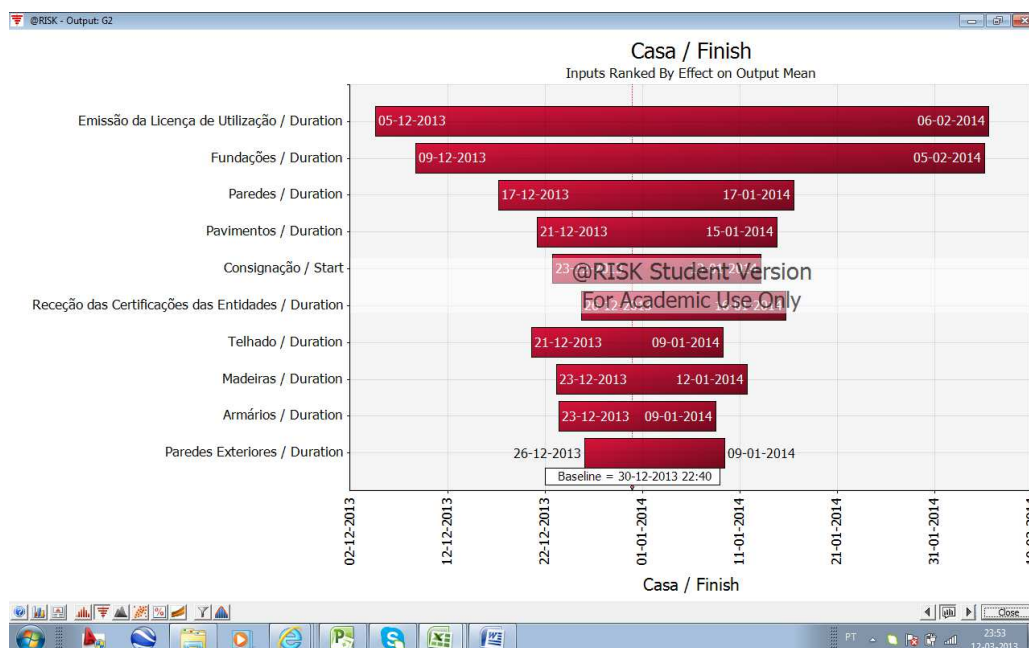 @RISK - Output: G2
Casa / Finish
Inputs Ranked By Effect on Output Mean
Emissão da Licença de Utilização / Duration
05-12-2013
06-02-2014
Fundações / Duration
09-12-2013
05-02-2014
Paredes / Duration
17-12-2013
17-01-2014
Pavimentos / Duration
21-12-2013
15-01-2014
Consignação / Start
@RISK Student Version
For Academic Use Only
Receção das Certificações das Entidades / Duration
Telhado / Duration
21-12-2013
09-01-2014
Madeiras / Duration
23-12-2013
12-01-2014
Armários / Duration
23-12-2013
09-01-2014
Paredes Exteriores / Duration
26-12-2013
09-01-2014
Baseline = 30-12-2013 22:40
02-12-2013
12-12-2013
22-12-2013
01-01-2014
11-01-2014
21-01-2014
31-01-2014
Casa / Finish
Close
PT
23:53
12-03-2013